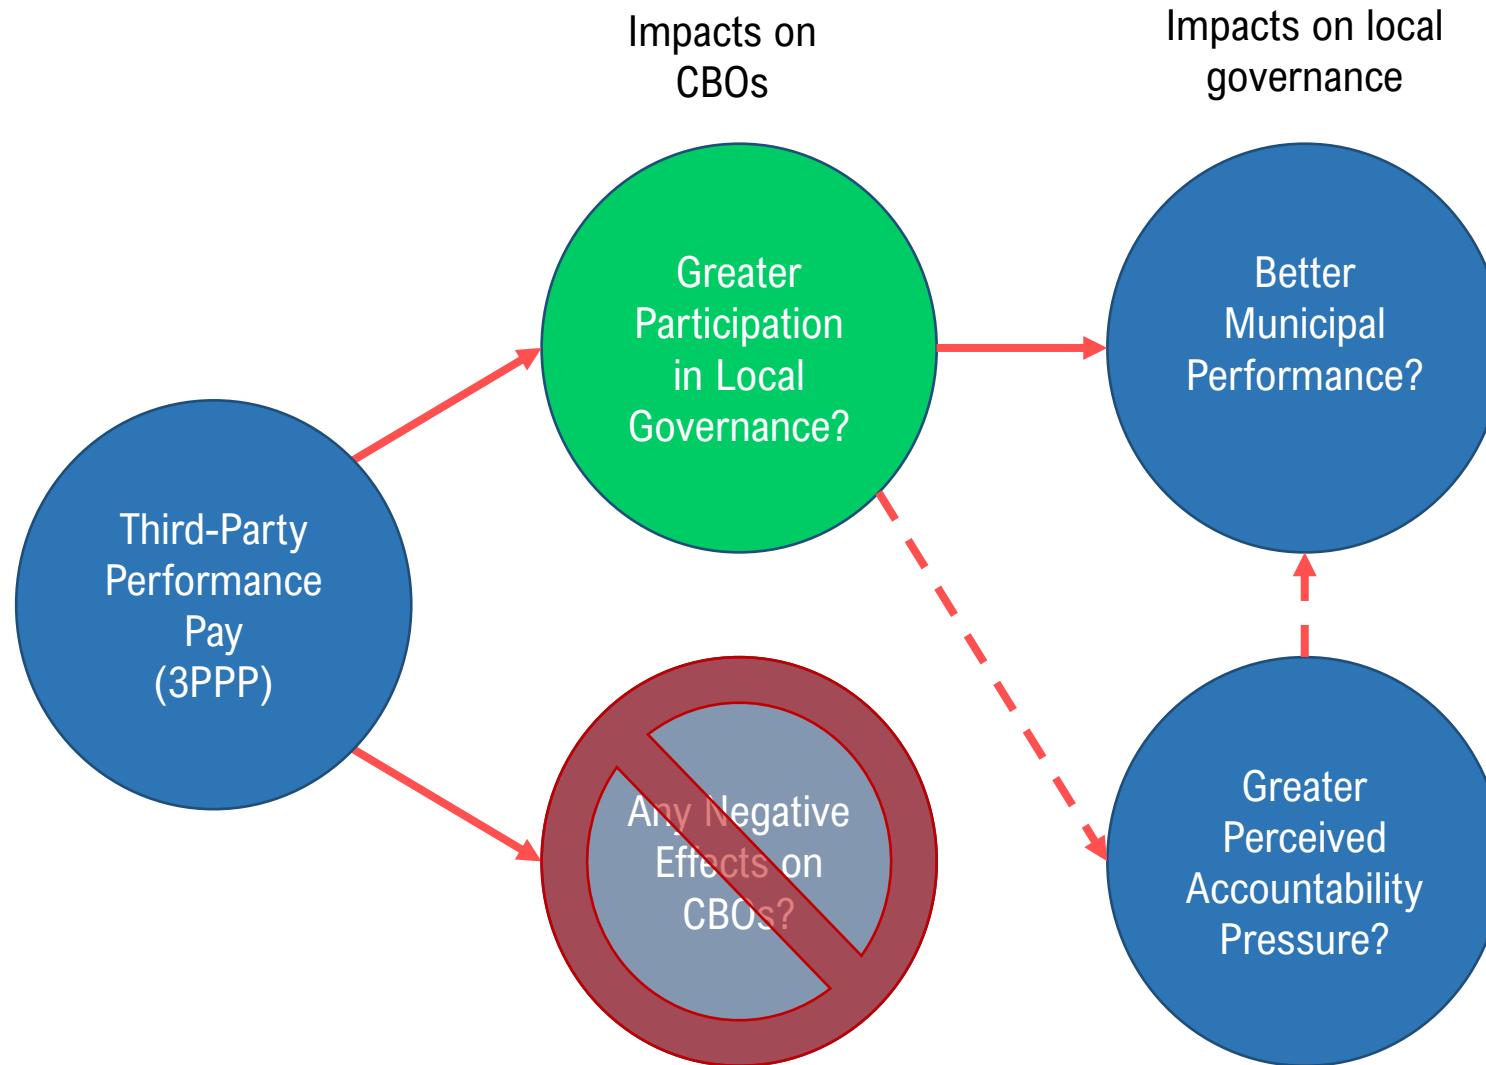 Impacts on
CBOs
Impacts on local
governance
Greater
Participation
in Local
Governance?
Better
Municipal
Performance?
Third-Party
Performance
Pay
(3PPP)
Any Negative
Effects on
CBOs?
Greater
Perceived
Accountability
Pressure?